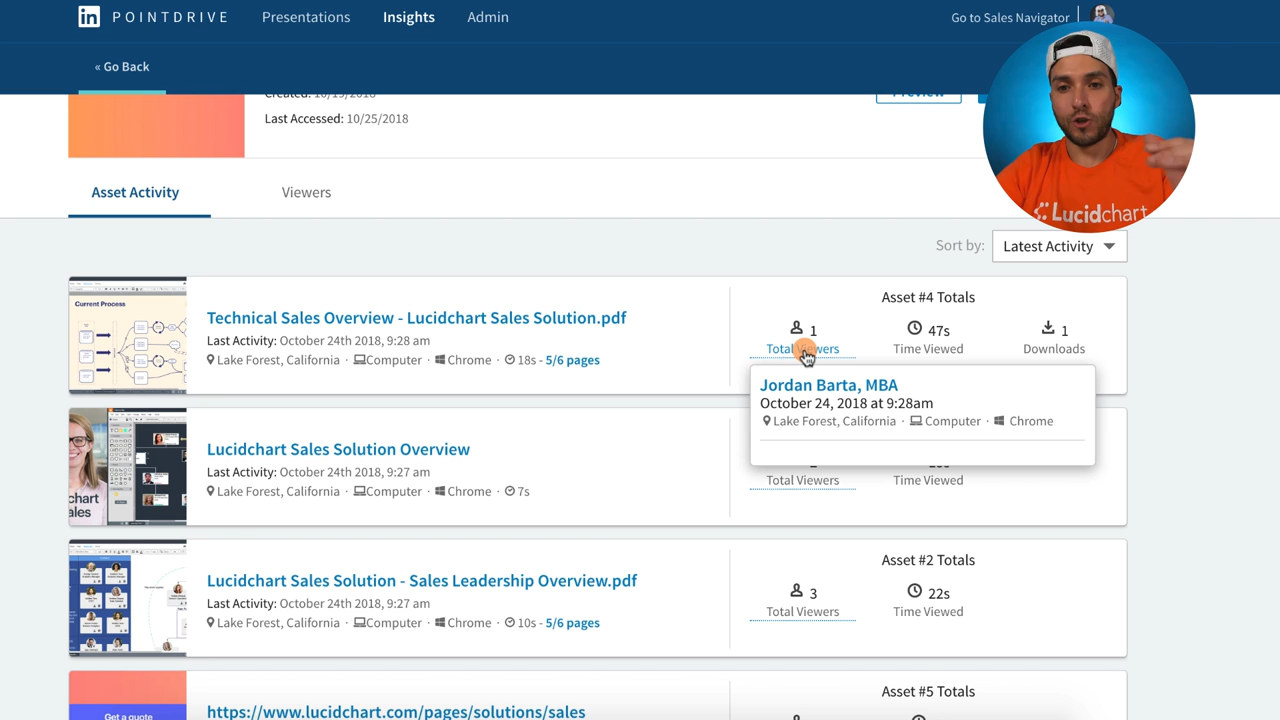 in POINTDRIVE Presentations Insights Admin Go to Sales Navigator
« Go Back
Last Accessed: 10/25/2018
Lucidchart
Asset Activity Viewers
Sort by: Latest Activity
Current Process
Technical Sales Overview - Lucidchart Sales Solution.pdf
Last Activity: October 24th 2018, 9:28 am
Lake Forest, California · Computer · Chrome · 18s - 5/6 pages
Asset #4 Totals
1 47s 1
Total Viewers Time Viewed Downloads
Jordan Barta, MBA
October 24, 2018 at 9:28am
Lake Forest, California · Computer · Chrome
Lucidchart Sales Solution Overview
Last Activity: October 24th 2018, 9:27 am
Lake Forest, California · Computer · Chrome · 7s
Total Viewers Time Viewed
Lucidchart Sales Solution - Sales Leadership Overview.pdf
Last Activity: October 24th 2018, 9:27 am
Lake Forest, California · Computer · Chrome · 10s - 5/6 pages
Asset #2 Totals
3 22s
Total Viewers Time Viewed
Get a quote
https://www.lucidchart.com/pages/solutions/sales
Asset #5 Totals